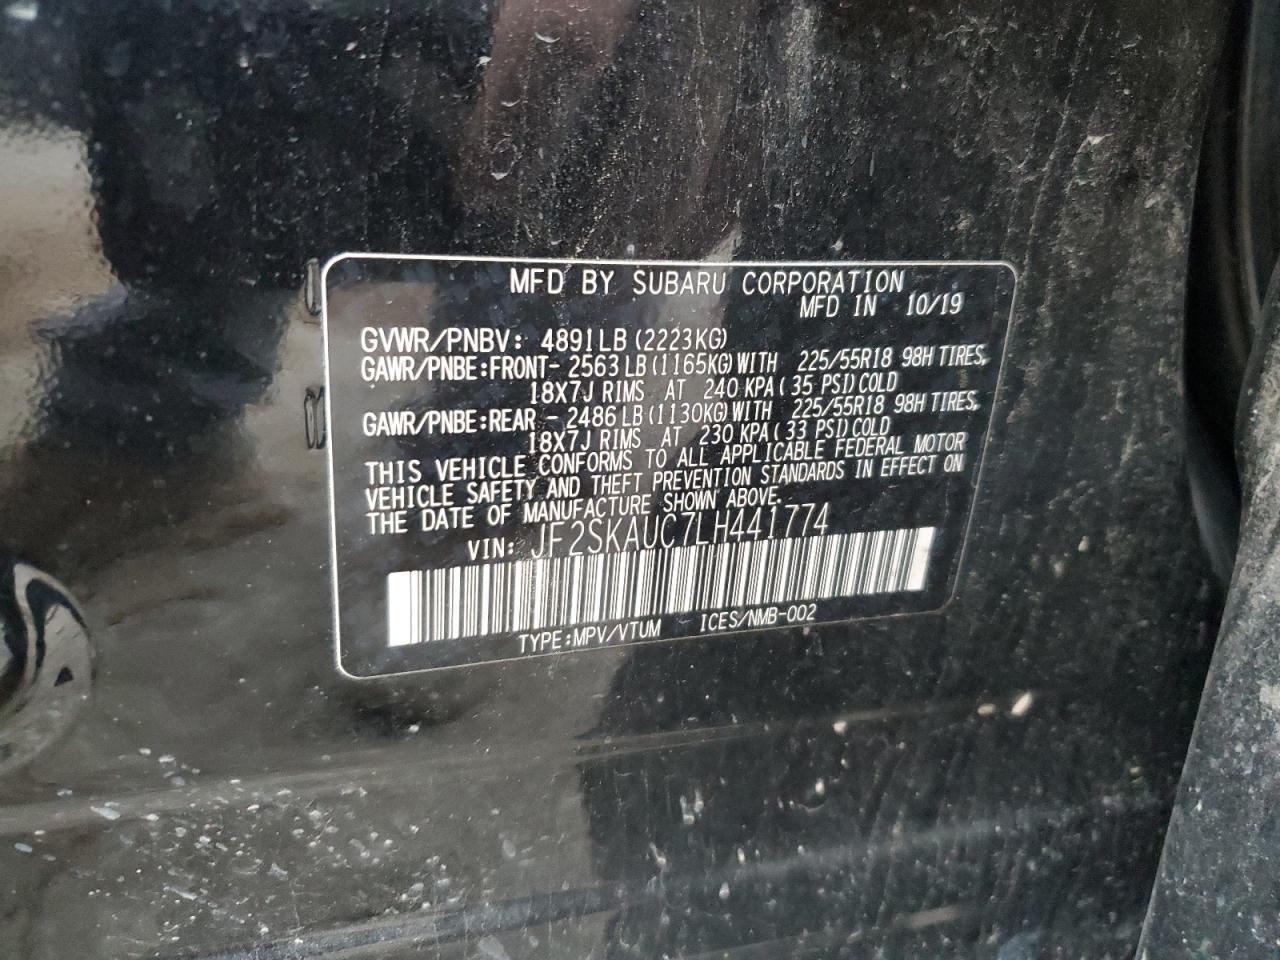 MFD BY SUBARU CORPORATION
MFD IN 10/19
GVWR/PNBV: 4891LB (2223KG)
GAWR/PNBE:FRONT- 2563LB(1165KG)WITH 225/55R18 98H TIRES,
18X7J RIMS AT 240 KPA(35 PSI)COLD
GAWR/PNBE:REAR - 2486LB(1130KG)WITH 225/55R18 98H TIRES,
18X7J RIMS AT 230 KPA(33 PSI)COLD
THIS VEHICLE CONFORMS TO ALL APPLICABLE FEDERAL MOTOR
VEHICLE SAFETY AND THEFT PREVENTION STANDARDS IN EFFECT ON
THE DATE OF MANUFACTURE SHOWN ABOVE.
VIN: JF2SKAUC7LH441774
TYPE:MPV/VTUM ICES/NMB-002